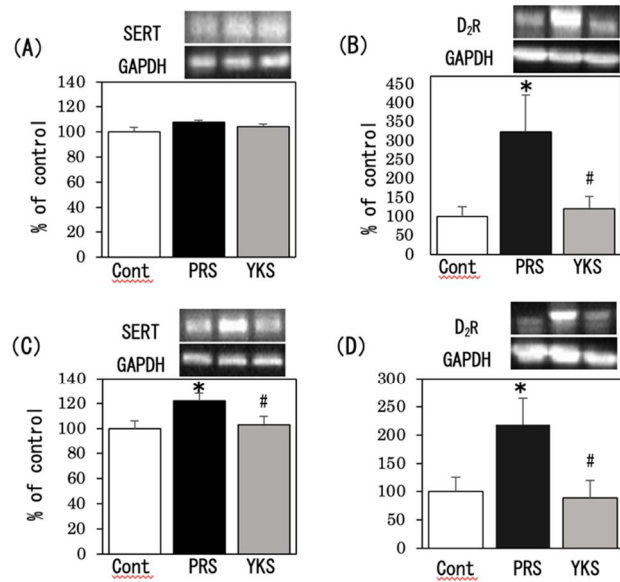 (A)
SERT
GAPDH
% of control
140
120
100
80
60
40
20
0
Cont PRS YKS
(B)
D₂R
GAPDH
% of control
450
400
350
300
250
200
150
100
50
0
*
#
Cont PRS YKS
(C)
SERT
GAPDH
% of control
140
120
100
80
60
40
20
0
*
#
Cont PRS YKS
(D)
D₂R
GAPDH
300
250
200
150
100
50
0
*
#
Cont PRS YKS